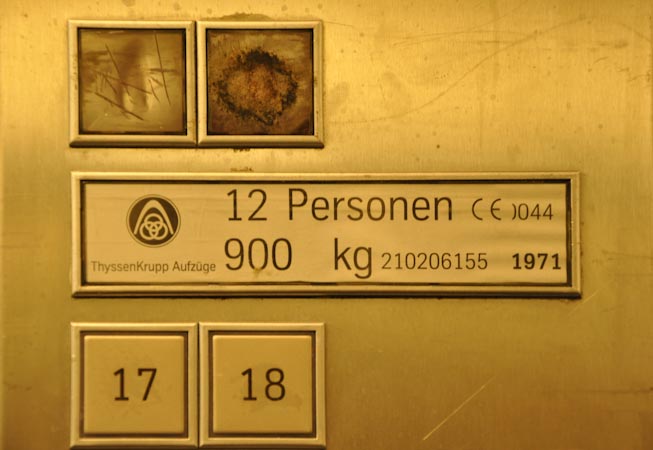 12 Personen CE 0044
ThyssenKrupp Aufzüge 900 kg 210206155 1971
17 18